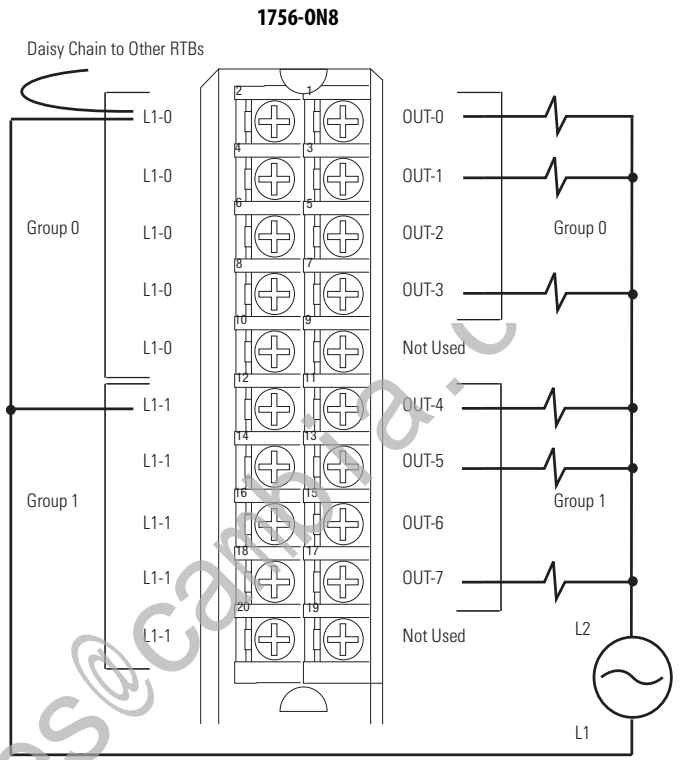 1756-ON8
Daisy Chain to Other RTBs
2 1
L1-0 OUT-0
4 3
L1-0 OUT-1
6 5
Group 0 L1-0 OUT-2 Group 0
8 7
L1-0 OUT-3
10 9
L1-0 Not Used
12 11
L1-1 OUT-4
14 13
L1-1 OUT-5
16 15
Group 1 L1-1 OUT-6 Group 1
18 17
L1-1 OUT-7
20 19
L1-1 Not Used
L2
L1
es@cambia.c